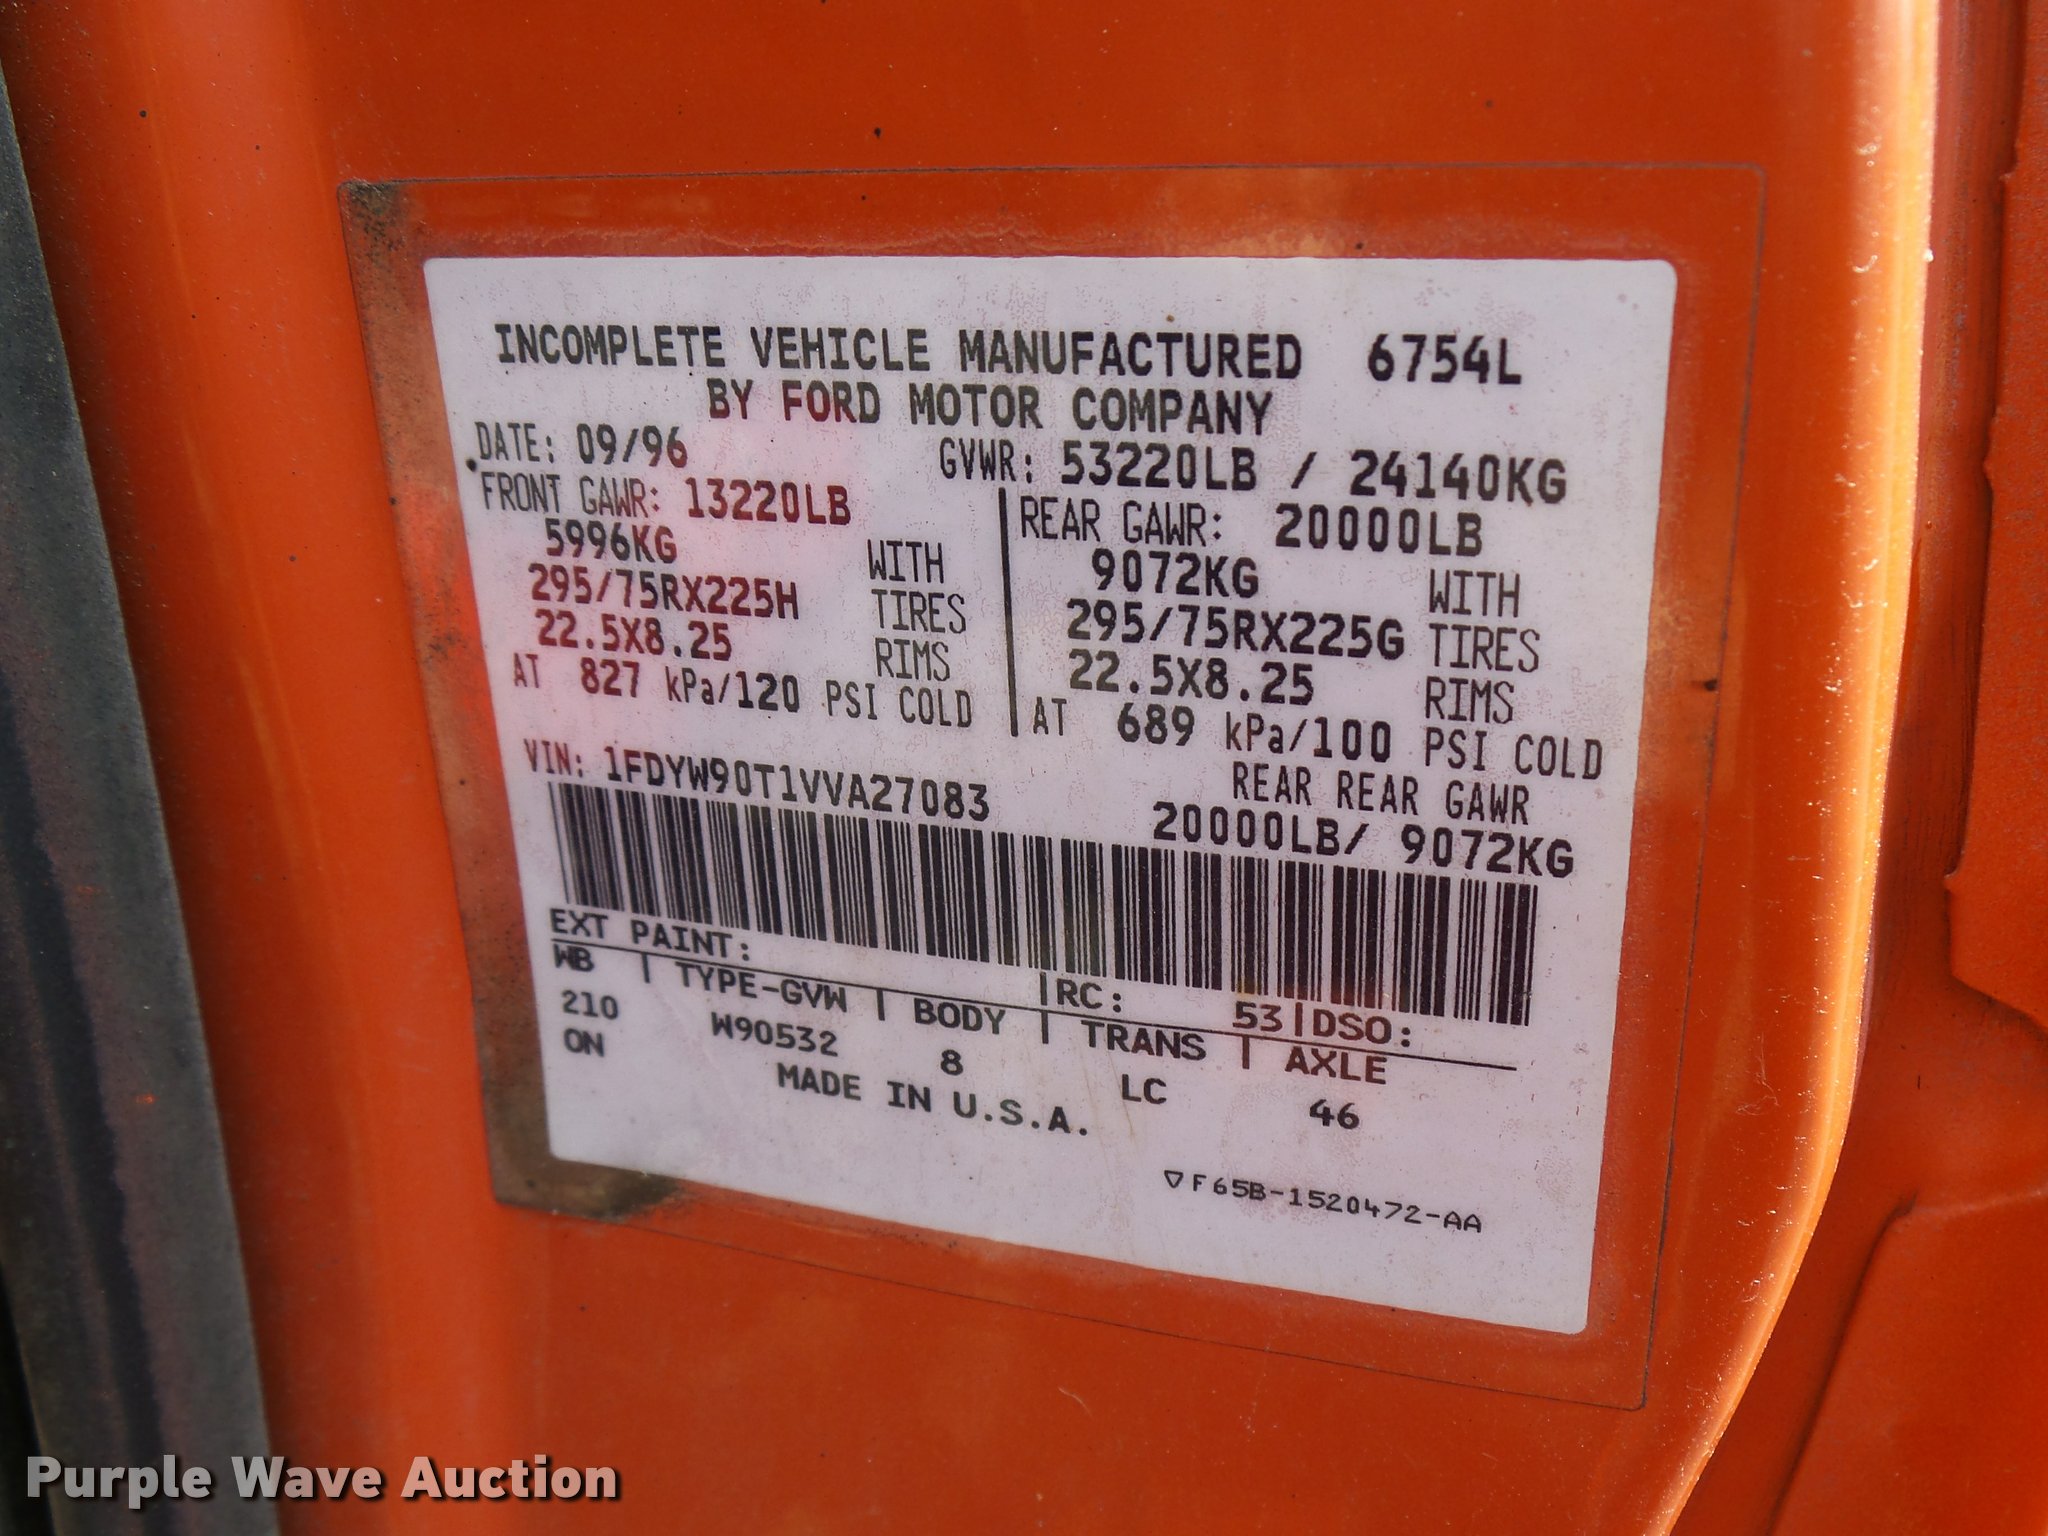 INCOMPLETE VEHICLE MANUFACTURED 6754L
BY FORD MOTOR COMPANY
DATE: 09/96 GVWR: 53220LB / 24140KG
FRONT GAWR: 13220LB REAR GAWR: 20000LB
5996KG WITH 9072KG WITH
295/75RX225H TIRES 295/75RX225G TIRES
22.5X8.25 RIMS 22.5X8.25 RIMS
AT 827 kPa/120 PSI COLD AT 689 kPa/100 PSI COLD
VIN: 1FDYW90T1VVA27083 REAR REAR GAWR
20000LB/ 9072KG
EXT PAINT: RC: 53 DSO:
WB TYPE-GVW BODY TRANS AXLE
210 W90532 8 LC 46
ON MADE IN U.S.A.
▽F65B-1520472-AA
Purple Wave Auction